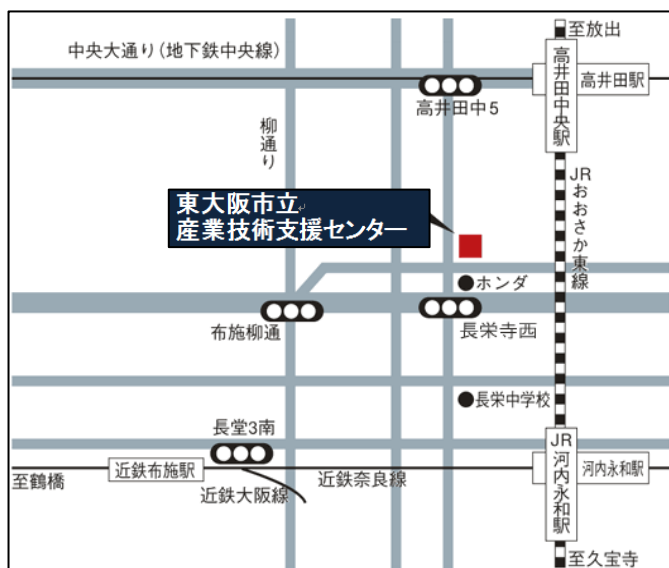 至放出
中央大通り(地下鉄中央線)
高井田中央駅
高井田駅
高井田中5
柳通り
JRおおさか東線
東大阪市立
産業技術支援センター
ホンダ
布施柳通
長栄寺西
長栄中学校
長堂3南
JR河内永和駅
河内永和駅
近鉄布施駅
近鉄奈良線
至鶴橋
近鉄大阪線
至久宝寺